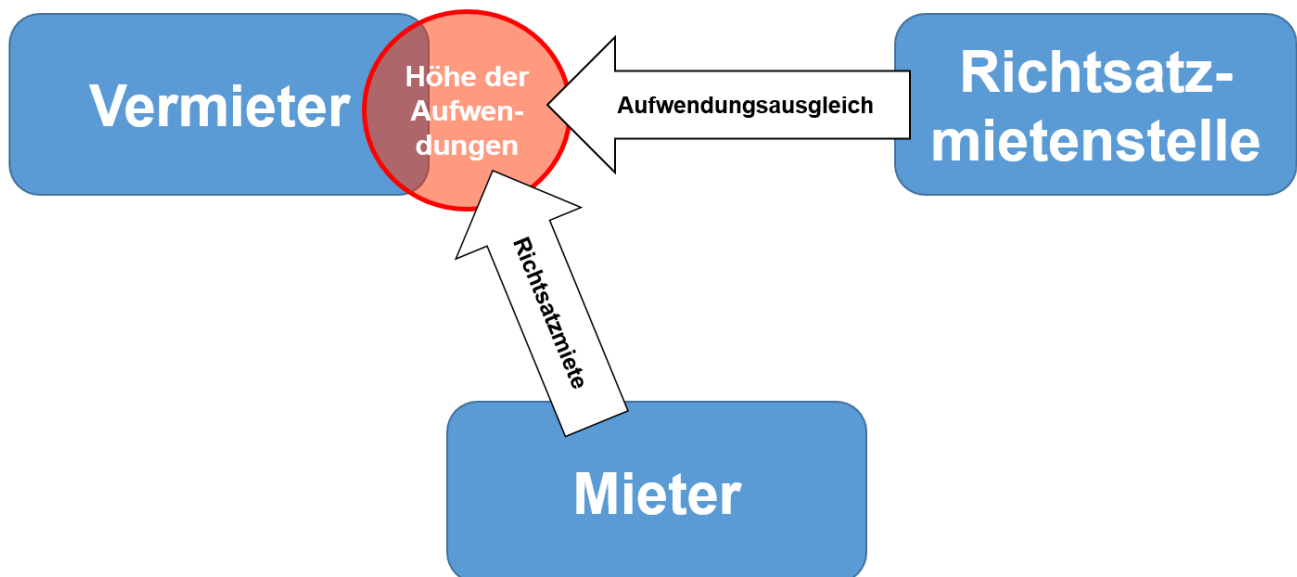 Vermieter
Höhe der
Aufwen-
dungen
Aufwendungsausgleich
Richtsatz-
mietenstelle
Richtsatzmiete
Mieter